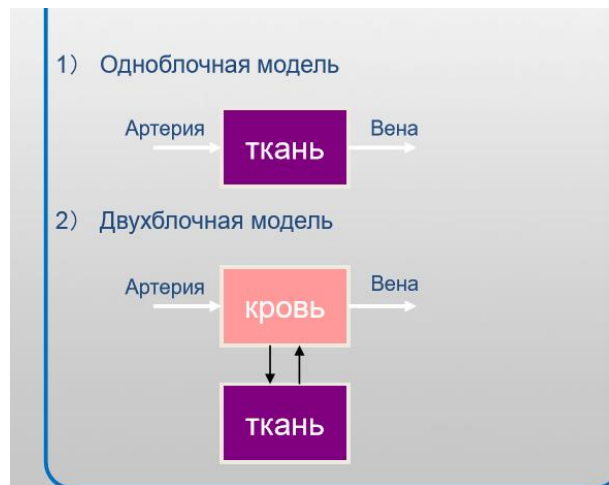 1) Одноблочная модель
Артерия
ткань
Вена
2) Двухблочная модель
Артерия
кровь
Вена
ткань